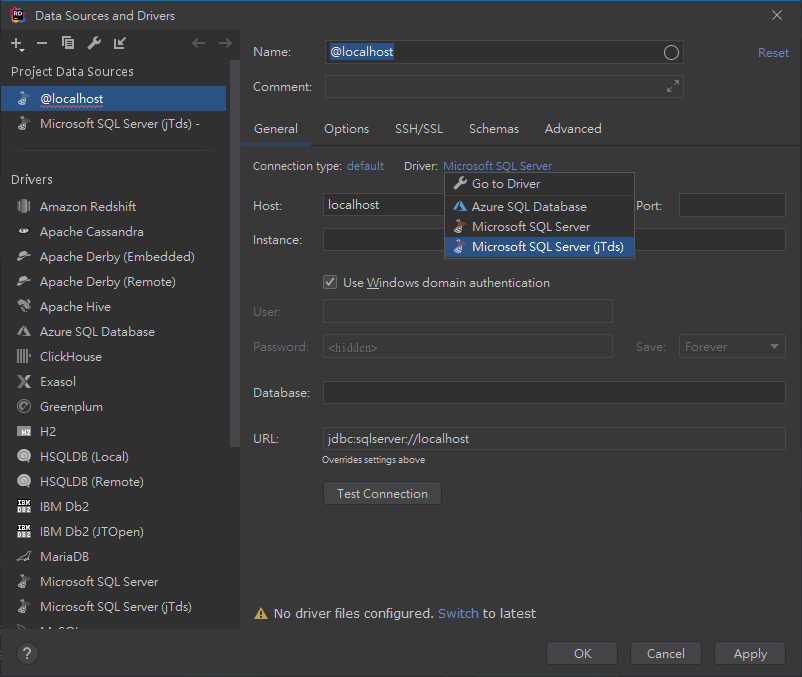 Data Sources and Drivers
Project Data Sources
@localhost
Microsoft SQL Server (jTds) -
Drivers
Amazon Redshift
Apache Cassandra
Apache Derby (Embedded)
Apache Derby (Remote)
Apache Hive
Azure SQL Database
ClickHouse
Exasol
Greenplum
H2
HSQLDB (Local)
HSQLDB (Remote)
IBM Db2
IBM Db2 (JTOpen)
MariaDB
Microsoft SQL Server
Microsoft SQL Server (jTds)
Name: @localhost Reset
Comment:
General Options SSH/SSL Schemas Advanced
Connection type: default Driver: Microsoft SQL Server
Go to Driver
Azure SQL Database
Microsoft SQL Server
Microsoft SQL Server (jTds)
Host: localhost Port:
Instance:
Use Windows domain authentication
User:
Password: <hidden> Save: Forever
Database:
URL: jdbc:sqlserver://localhost
Overrides settings above
Test Connection
No driver files configured. Switch to latest
? OK Cancel Apply